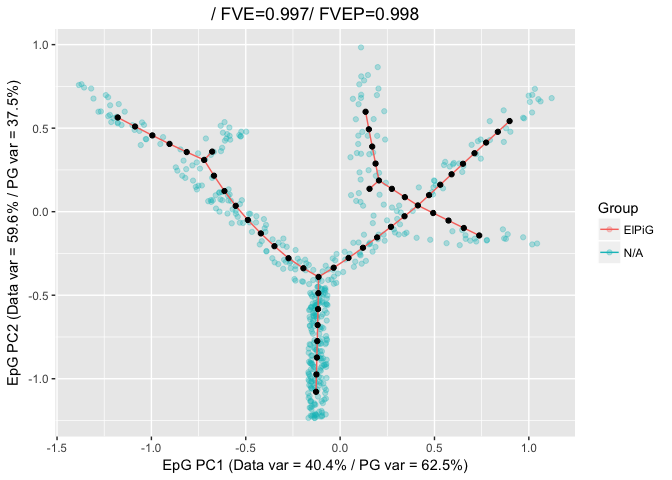 / FVE=0.997/ FVEP=0.998
EpG PC2 (Data var = 59.6% / PG var = 37.5%)
1.0
0.5
0.0
-0.5
-1.0
-1.5
-1.0
-0.5
0.0
0.5
1.0
EpG PC1 (Data var = 40.4% / PG var = 62.5%)
Group
ElPiG
N/A